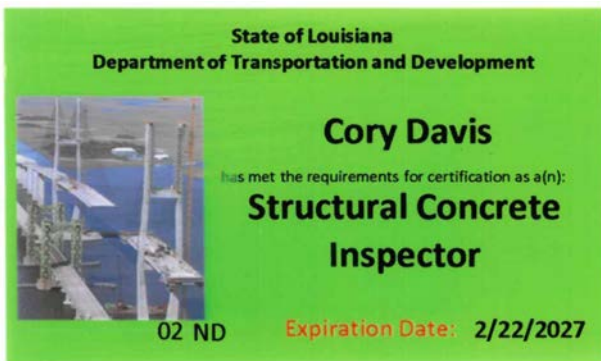 State of Louisiana
Department of Transportation and Development
Cory Davis
has met the requirements for certification as a(n):
Structural Concrete
Inspector
02 ND
Expiration Date: 2/22/2027